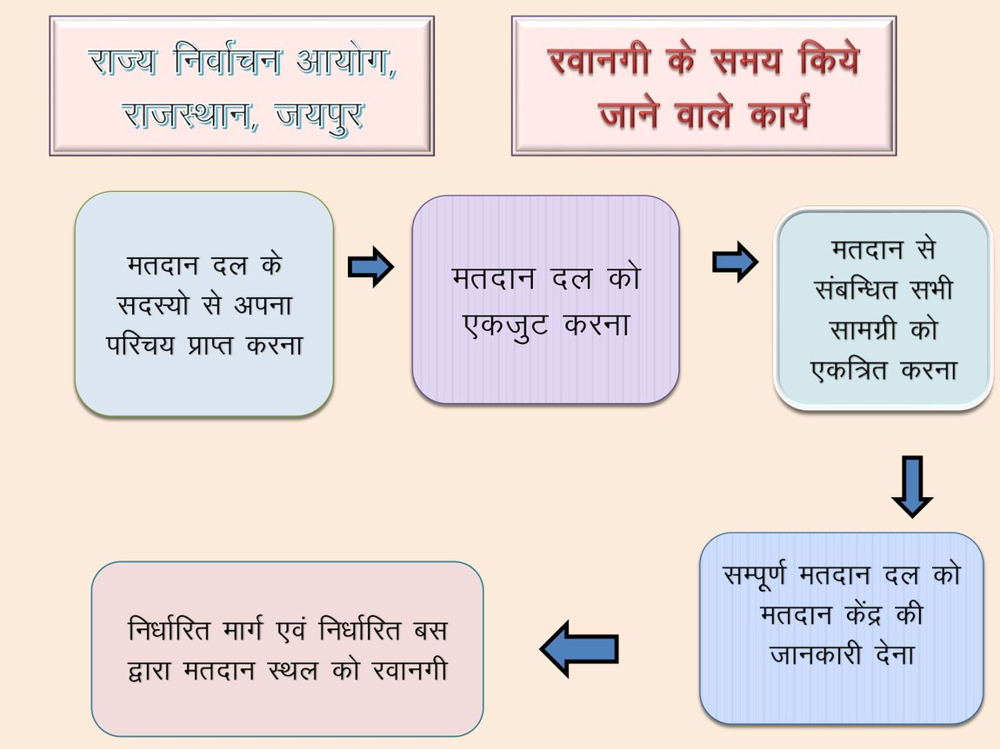 राज्य निर्वाचन आयोग,
राजस्थान, जयपुर
रवानगी के समय किये
जाने वाले कार्य
मतदान दल के
सदस्यो से अपना
परिचय प्राप्त करना
मतदान दल को
एकजुट करना
मतदान से
संबन्धित सभी
सामग्री को
एकत्रित करना
सम्पूर्ण मतदान दल को
मतदान केंद्र की
जानकारी देना
निर्धारित मार्ग एवं निर्धारित बस
द्वारा मतदान स्थल को रवानगी